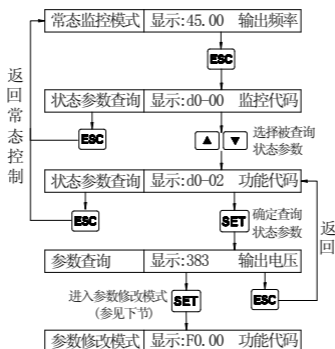 常态监控模式 显示:45.00 输出频率
ESC
状态参数查询 显示:d0-00 监控代码
ESC
▲ ▼
选择被查询
状态参数
状态参数查询 显示:d0-02 功能代码
ESC
SET
确定查询
状态参数
参数查询 显示:383 输出电压
进入参数修改模式
(参见下节)
SET
ESC
参数修改模式 显示:F0.00 功能代码
返回常态控制
返回